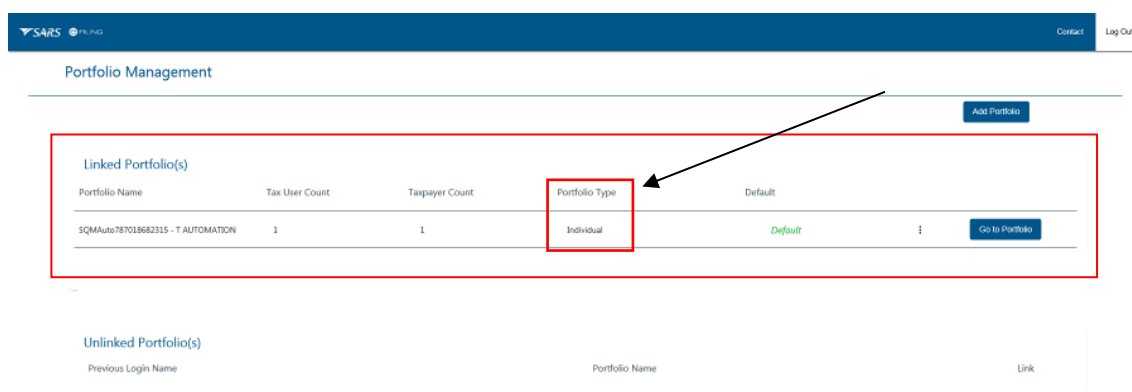 SARS eFILING
Contact
Log Out
Portfolio Management
Add Portfolio
Linked Portfolio(s)
Portfolio Name Tax User Count Taxpayer Count Portfolio Type Default
SQMAuto787018682315 - T AUTOMATION 1 1 Individual Default Go to Portfolio
Unlinked Portfolio(s)
Previous Login Name Portfolio Name Link